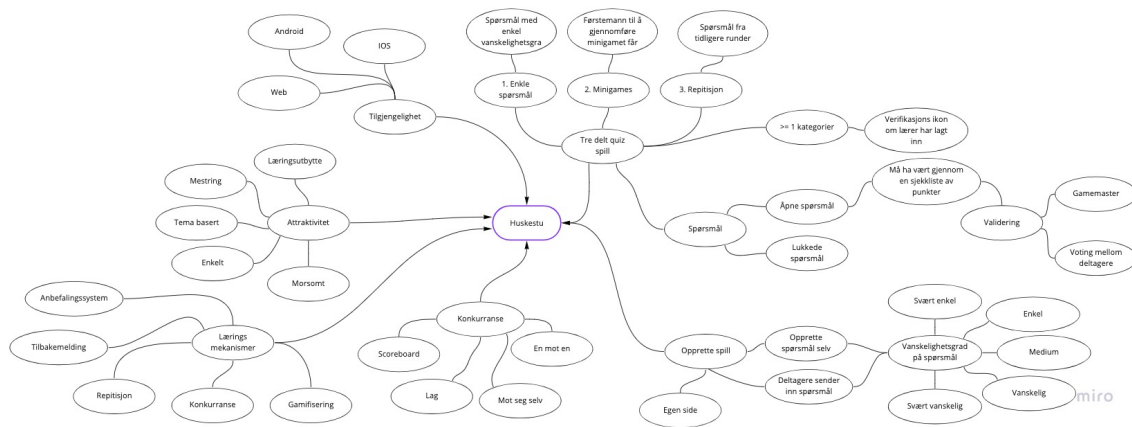 Android
IOS
Web
Tilgjengelighet
Spørsmål med
enkel
vanskelighetsgra
Førstemann til å
gjennomføre
minigamet får
Spørsmål fra
tidligere runder
1. Enkle
spørsmål
2. Minigames
3. Repitisjon
Tre delt quiz
spill
>= 1 kategorier
Verifikasjons ikon
om lærer har lagt
inn
Læringsutbytte
Mestring
Tema basert
Attraktivitet
Enkelt
Morsomt
Huskestu
Spørsmål
Åpne spørsmål
Lukkede
spørsmål
Må ha vært gjennom
en sjekkliste av
punkter
Validering
Gamemaster
Voting mellom
deltagere
Anbefalingssystem
Tilbakemelding
Lærings
mekanismer
Repitisjon
Konkurranse
Gamifisering
Konkurranse
Scoreboard
En mot en
Lag
Mot seg selv
Opprette spill
Opprette
spørsmål selv
Deltagere sender
inn spørsmål
Egen side
Vanskelighetsgrad
på spørsmål
Svært enkel
Enkel
Medium
Vanskelig
Svært vanskelig
miro